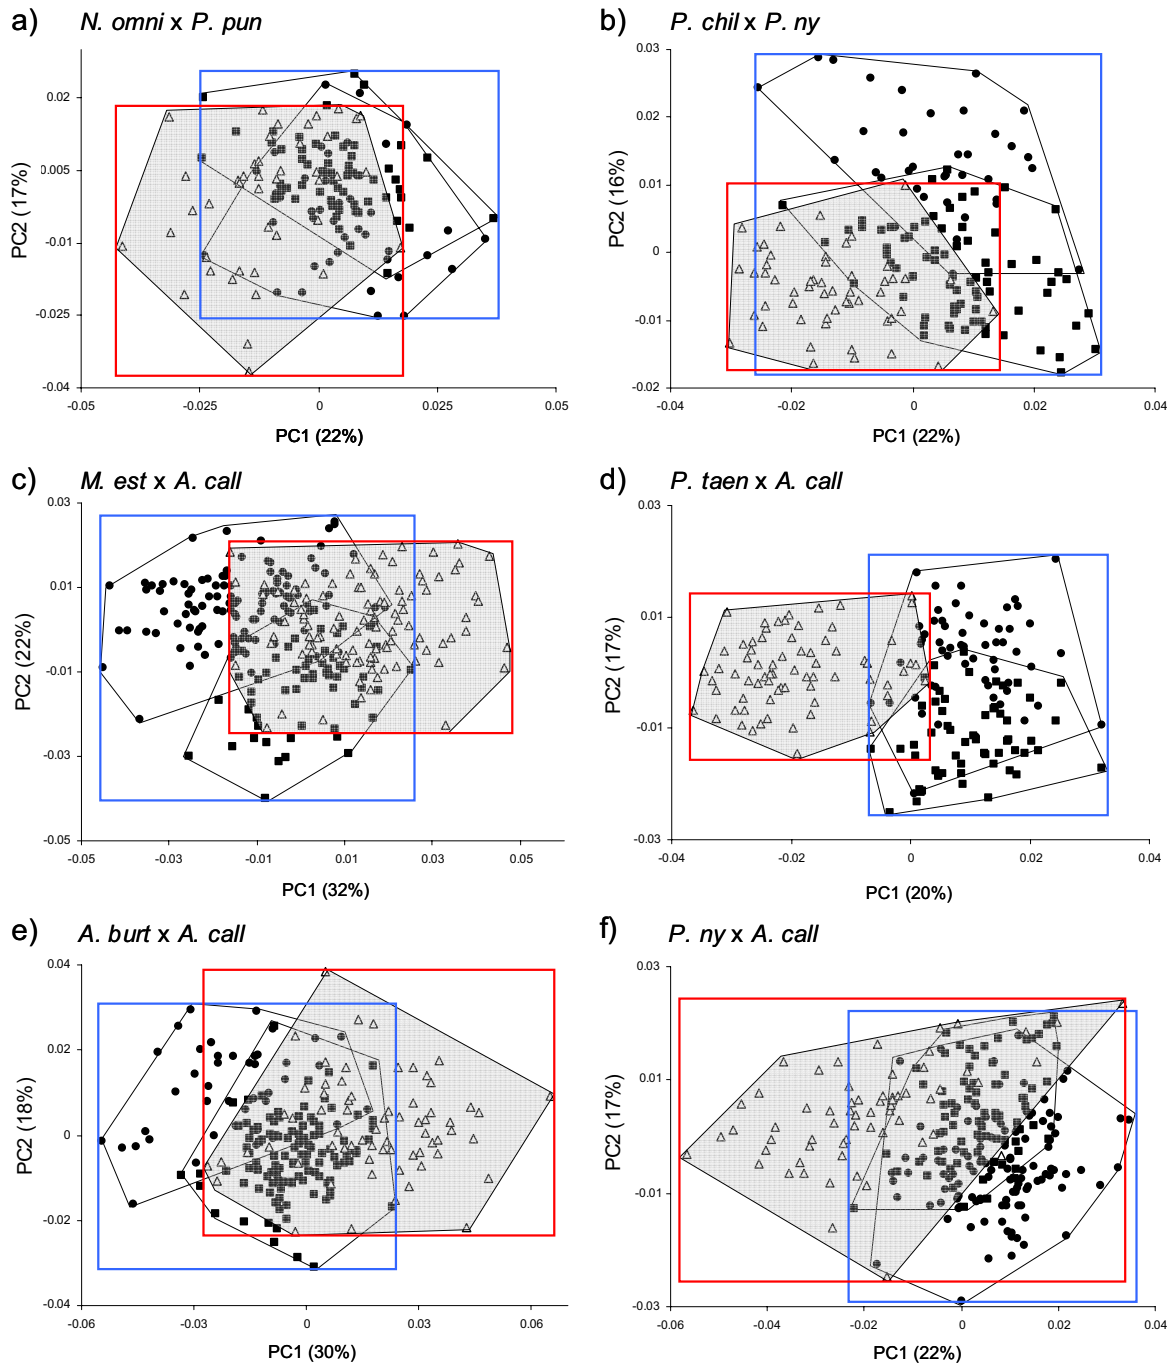 a) N. omni x P. pun
0.02
0.005
-0.01
-0.025
-0.04
PC2 (17%)
-0.05 -0.025 0 0.025 0.05
PC1 (22%)
b) P. chil x P. ny
0.03
0.02
0.01
0
-0.01
-0.02
PC2 (16%)
-0.04 -0.02 0 0.02 0.04
PC1 (22%)
c) M. est x A. call
0.03
0.01
-0.01
-0.03
-0.05
PC2 (22%)
-0.05 -0.03 -0.01 0.01 0.03 0.05
PC1 (32%)
d) P. taen x A. call
0.03
0.01
-0.01
-0.03
PC2 (17%)
-0.04 -0.02 0 0.02 0.04
PC1 (20%)
e) A. burt x A. call
0.04
0.02
0
-0.02
-0.04
PC2 (18%)
-0.06 -0.03 0 0.03 0.06
PC1 (30%)
f) P. ny x A. call
0.03
0.01
-0.01
-0.03
PC2 (17%)
-0.06 -0.04 -0.02 0 0.02 0.04
PC1 (22%)